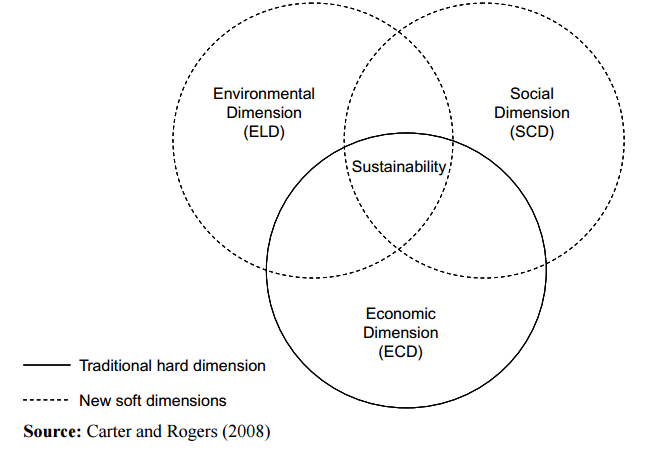 Environmental
Dimension
(ELD)
Social
Dimension
(SCD)
Sustainability
Economic
Dimension
(ECD)
Traditional hard dimension
New soft dimensions
Source: Carter and Rogers (2008)